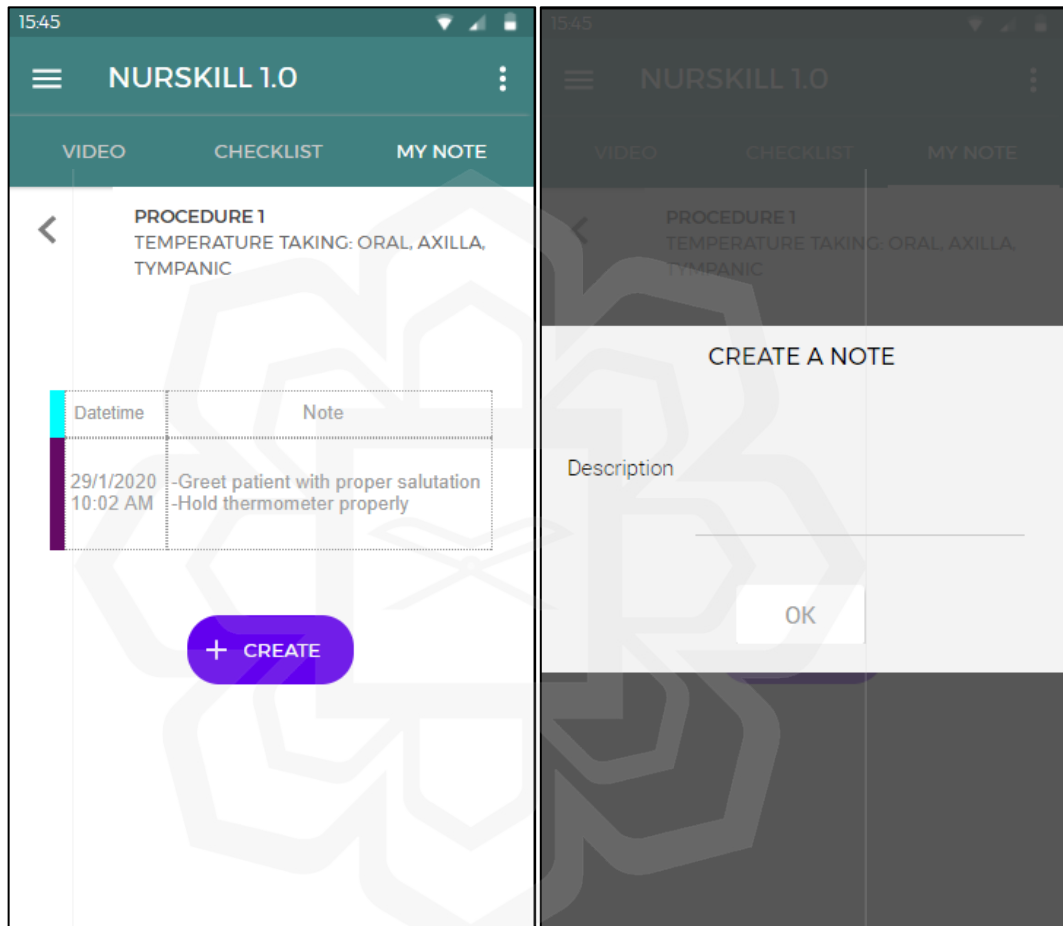 15:45
NURSKILL 1.0
VIDEO CHECKLIST MY NOTE
PROCEDURE 1
TEMPERATURE TAKING: ORAL, AXILLA,
TYMPANIC
Datetime Note
29/1/2020 -Greet patient with proper salutation
10:02 AM -Hold thermometer properly
+ CREATE
15:45
NURSKILL 1.0
VIDEO CHECKLIST MY NOTE
PROCEDURE 1
TEMPERATURE TAKING: ORAL, AXILLA,
TYMPANIC
CREATE A NOTE
Description
OK